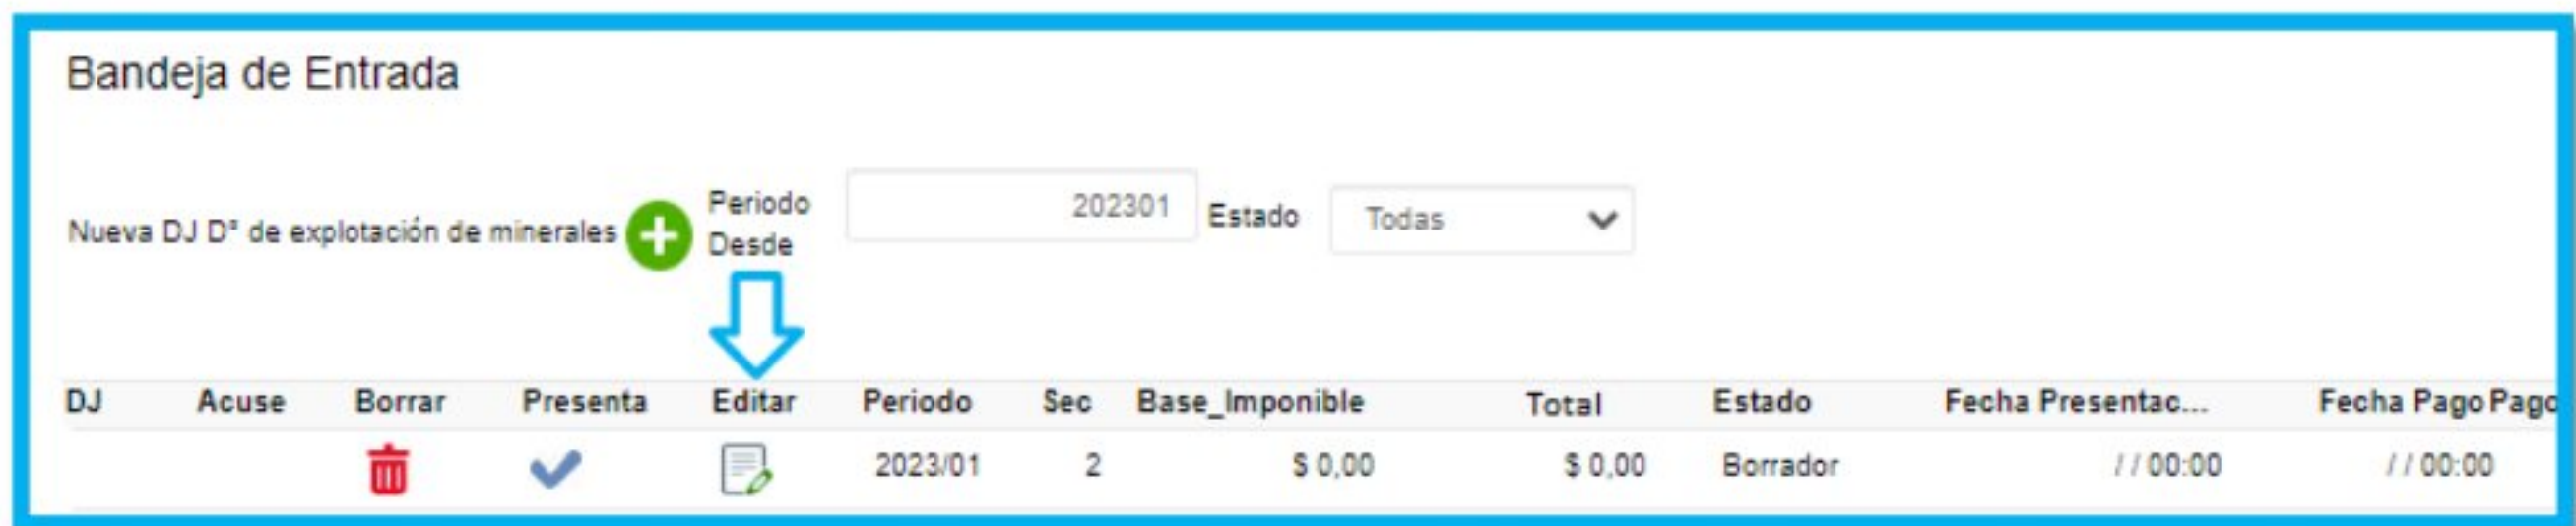 Bandeja de Entrada
Nueva DJ D° de explotación de minerales Periodo Desde 202301 Estado Todas
DJ Acuse Borrar Presenta Editar Periodo Sec Base_Imponible Total Estado Fecha Presentac... Fecha Pago Pago
2023/01 2 $ 0,00 $ 0,00 Borrador / / 00:00 / / 00:00